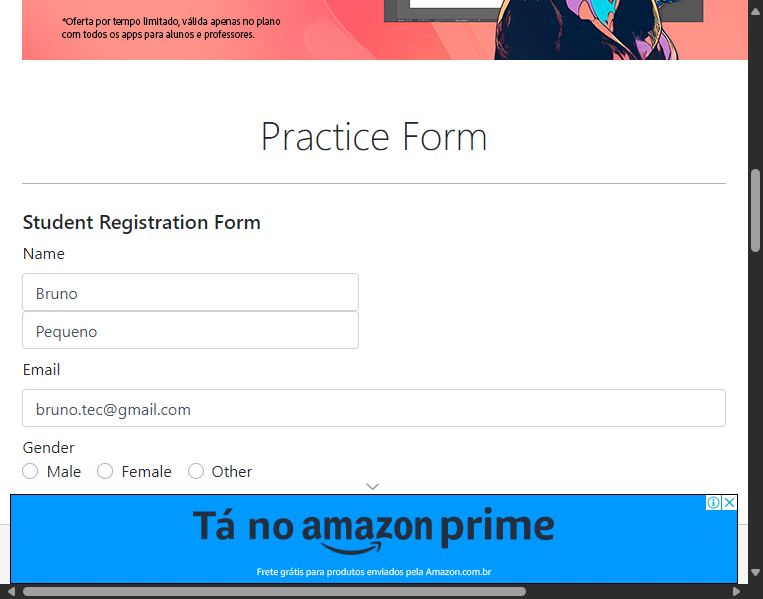 *Oferta por tempo limitado, válida apenas no plano
com todos os apps para alunos e professores.
Practice Form
Student Registration Form
Name
Bruno
Pequeno
Email
bruno.tec@gmail.com
Gender
Male Female Other
Tá no amazon prime
Frete grátis para produtos enviados pela Amazon.com.br